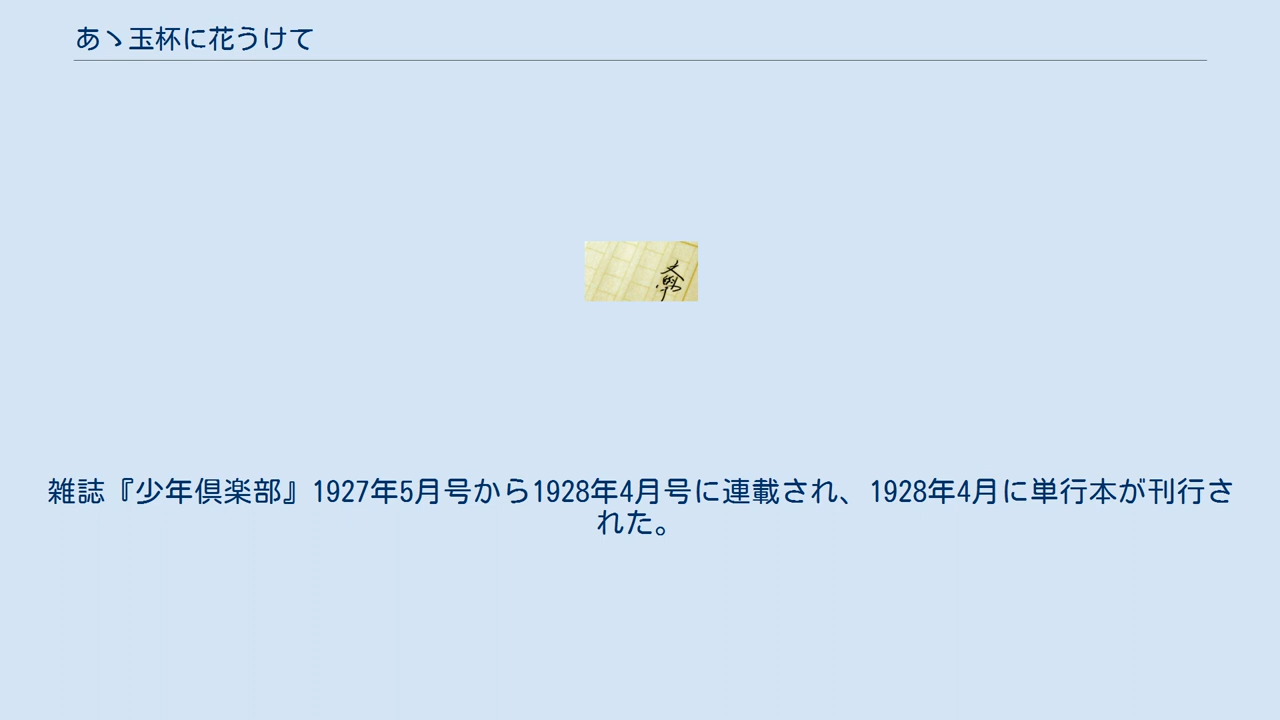 あゝ玉杯に花うけて
雑誌『少年倶楽部』1927年5月号から1928年4月号に連載され、1928年4月に単行本が刊行さ
れた。